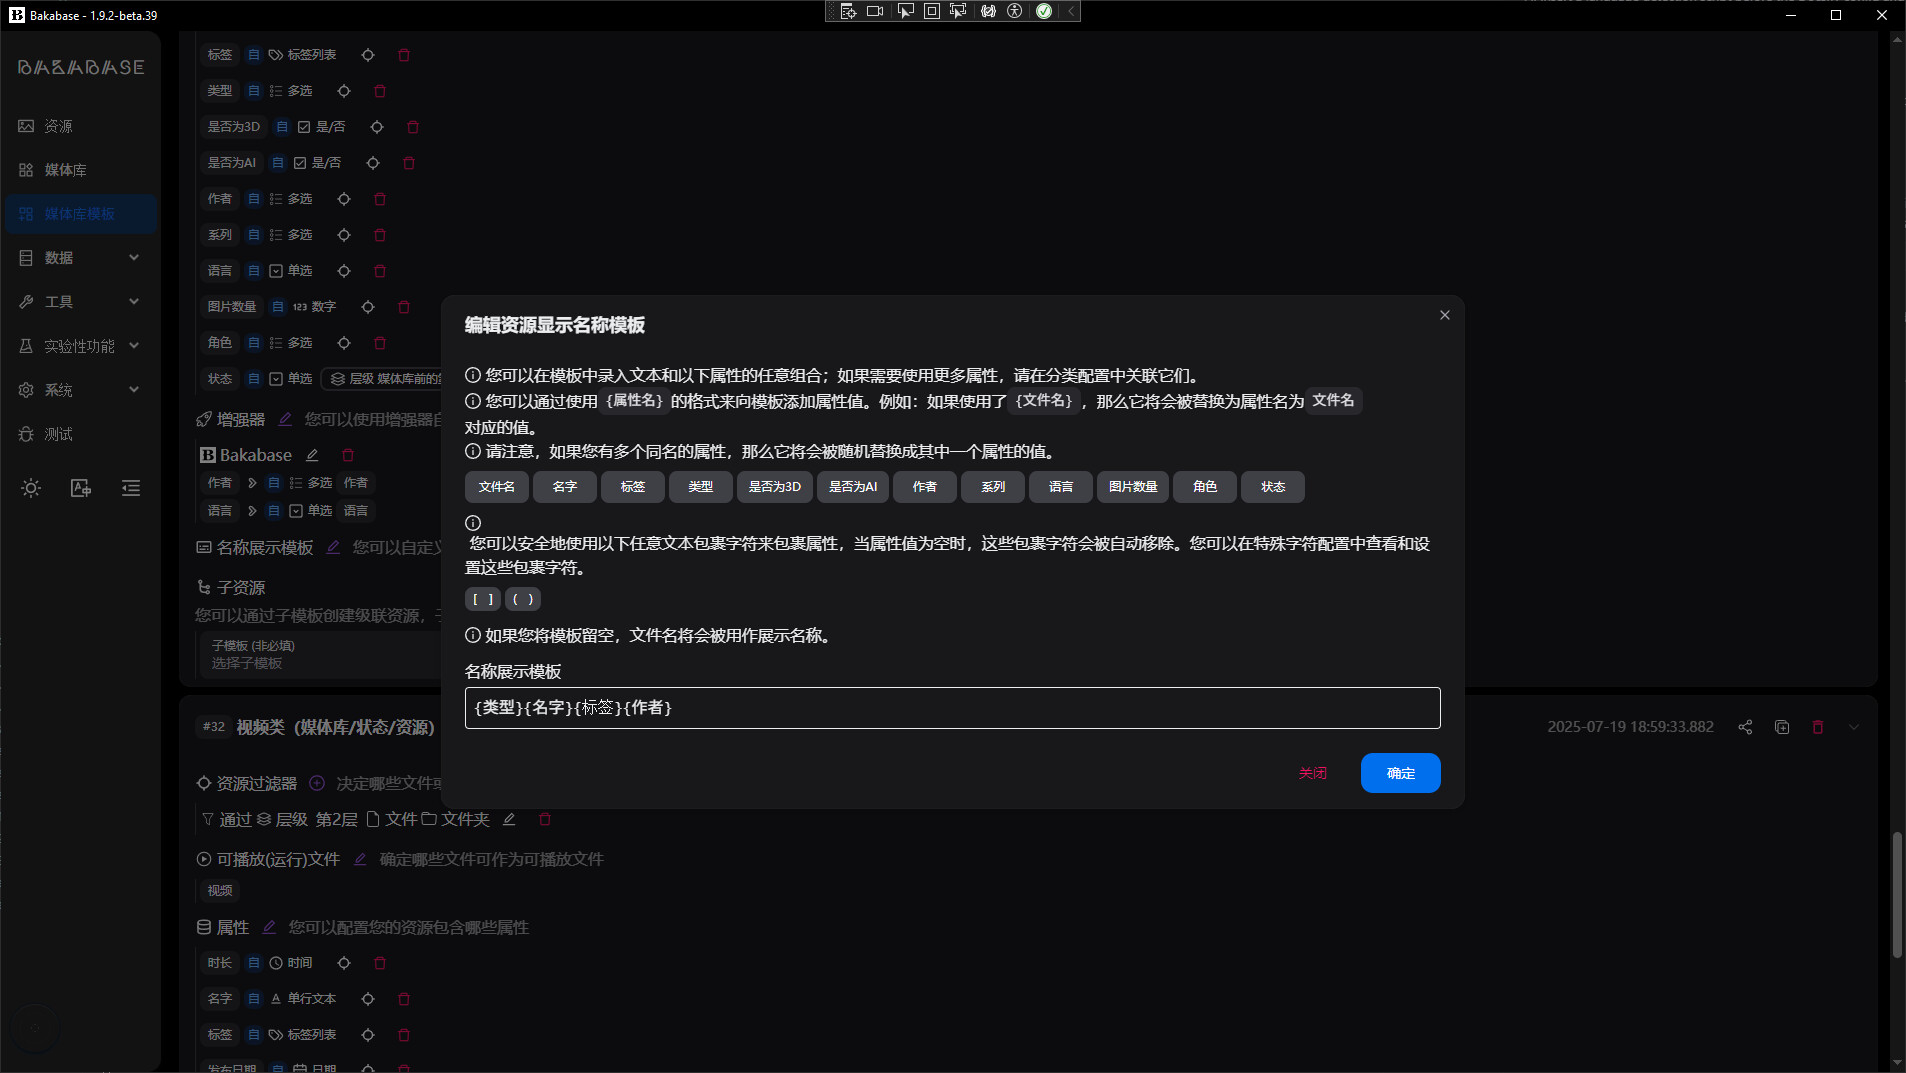 Bakabase - 1.9.2-beta.39
BAKABASE
资源
媒体库
媒体库模板
数据
工具
实验性功能
系统
测试
标签 自 标签列表
类型 自 多选
是否为3D 自 是/否
是否为AI 自 是/否
作者 自 多选
系列 自 多选
语言 自 单选
图片数量 自 123 数字
角色 自 多选
状态 自 单选 层级 媒体库前的
增强器 您可以使用增强器自
Bakabase
作者 自 多选 作者
语言 自 单选 语言
名称展示模板 您可以自定义
子资源
您可以通过子模板创建级联资源，子
子模板 (非必填)
选择子模板
编辑资源显示名称模板
您可以在模板中录入文本和以下属性的任意组合；如果需要使用更多属性，请在分类配置中关联它们。
您可以通过使用 {属性名} 的格式来向模板添加属性值。例如：如果使用了 {文件名} ，那么它将会被替换为属性名为 文件名
对应的值。
请注意，如果您有多个同名的属性，那么它将会被随机替换成其中一个属性的值。
文件名 名字 标签 类型 是否为3D 是否为AI 作者 系列 语言 图片数量 角色 状态
您可以安全地使用以下任意文本包裹字符来包裹属性，当属性值为空时，这些包裹字符会被自动移除。您可以在特殊字符配置中查看和设
置这些包裹字符。
[ ] ( )
如果您将模板留空，文件名将会被用作展示名称。
名称展示模板
{类型}{名字}{标签}{作者}
关闭 确定
#32 视频类（媒体库/状态/资源） 2025-07-19 18:59:33.882
资源过滤器 决定哪些文件或
通过 层级 第2层 文件 文件夹
可播放(运行)文件 确定哪些文件可作为可播放文件
视频
属性 您可以配置您的资源包含哪些属性
时长 自 时间
名字 自 A 单行文本
标签 自 标签列表
发布日期 自 日期